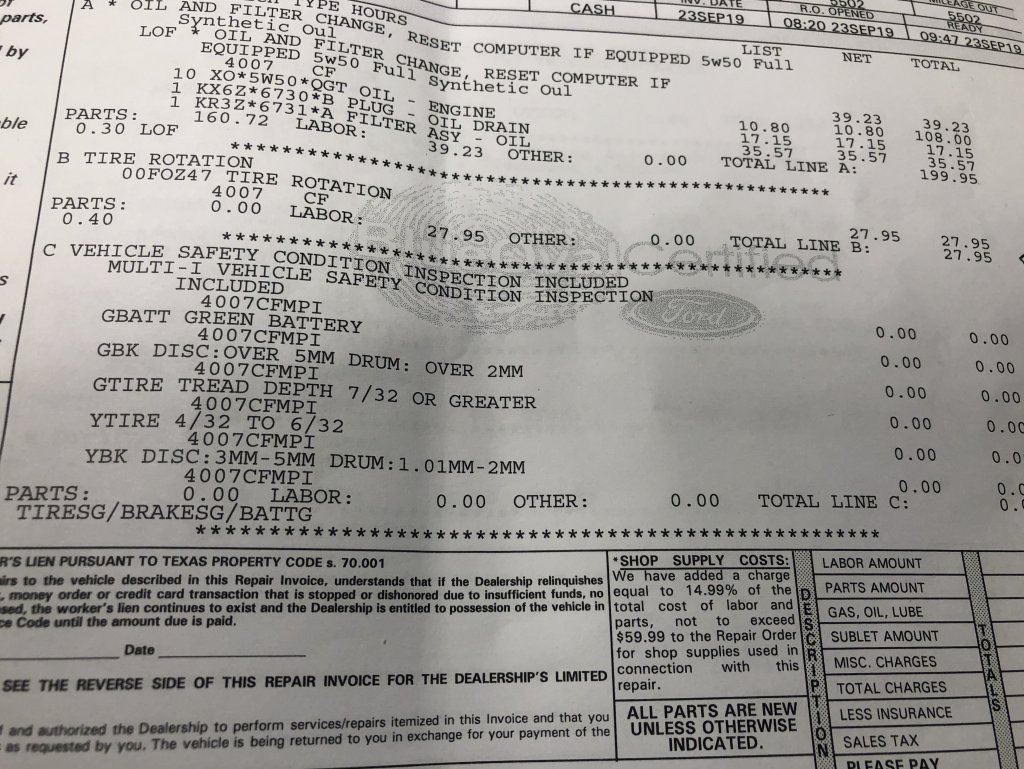 parts,
by
ble
it
s
CASH
INV. DATE
23SEP19
R.O. OPENED
08:20 23SEP19
5502
MILEAGE OUT
5502
READY
09:47 23SEP19
TYPE HOURS
LIST NET TOTAL
A * OIL AND FILTER CHANGE, RESET COMPUTER IF EQUIPPED 5w50 Full
Synthetic Oul
LOF * OIL AND FILTER CHANGE, RESET COMPUTER IF
EQUIPPED 5w50 Full Synthetic Oul
4007 CF 39.23 39.23
10 XO*5W50*QGT OIL - ENGINE 10.80 10.80 108.00
1 KX6Z*6730*B PLUG - OIL DRAIN 17.15 17.15 17.15
1 KR3Z*6731*A FILTER ASY - OIL 35.57 35.57 35.57
PARTS: 160.72 LABOR: 39.23 OTHER: 0.00 TOTAL LINE A: 199.95
0.30 LOF
****************************************************
B TIRE ROTATION
00FOZ47 TIRE ROTATION
4007 CF 27.95 27.95
PARTS: 0.00 LABOR: 27.95 OTHER: 0.00 TOTAL LINE B: 27.95
0.40
****************************************************
Certified
Ford
C VEHICLE SAFETY CONDITION INSPECTION INCLUDED
MULTI-I VEHICLE SAFETY CONDITION INSPECTION
INCLUDED
4007CFMPI 0.00 0.00
GBATT GREEN BATTERY
4007CFMPI 0.00 0.00
GBK DISC:OVER 5MM DRUM: OVER 2MM
4007CFMPI 0.00 0.00
GTIRE TREAD DEPTH 7/32 OR GREATER
4007CFMPI 0.00 0.00
YTIRE 4/32 TO 6/32
4007CFMPI 0.00 0.0
YBK DISC:3MM-5MM DRUM:1.01MM-2MM
4007CFMPI 0.00 0.0
PARTS: 0.00 LABOR: 0.00 OTHER: 0.00 TOTAL LINE C: 0.
TIRESG/BRAKESG/BATTG
****************************************************
R'S LIEN PURSUANT TO TEXAS PROPERTY CODE s. 70.001
irs to the vehicle described in this Repair Invoice, understands that if the Dealership relinquishes
, money order or credit card transaction that is stopped or dishonored due to insufficient funds, no
sed, the worker's lien continues to exist and the Dealership is entitled to possession of the vehicle in
ce Code until the amount due is paid.
Date
SEE THE REVERSE SIDE OF THIS REPAIR INVOICE FOR THE DEALERSHIP'S LIMITED
f and authorized the Dealership to perform services/repairs itemized in this Invoice and that you
as requested by you. The vehicle is being returned to you in exchange for your payment of the
*SHOP SUPPLY COSTS:
We have added a charge
equal to 14.99% of the
total cost of labor and
parts, not to exceed
$59.99 to the Repair Order
for shop supplies used in
connection with this
repair.
ALL PARTS ARE NEW
UNLESS OTHERWISE
INDICATED.
DESCRIPTION
LABOR AMOUNT
PARTS AMOUNT
GAS, OIL, LUBE
SUBLET AMOUNT
MISC. CHARGES
TOTAL CHARGES
LESS INSURANCE
SALES TAX
PLEASE PAY
TOTALS